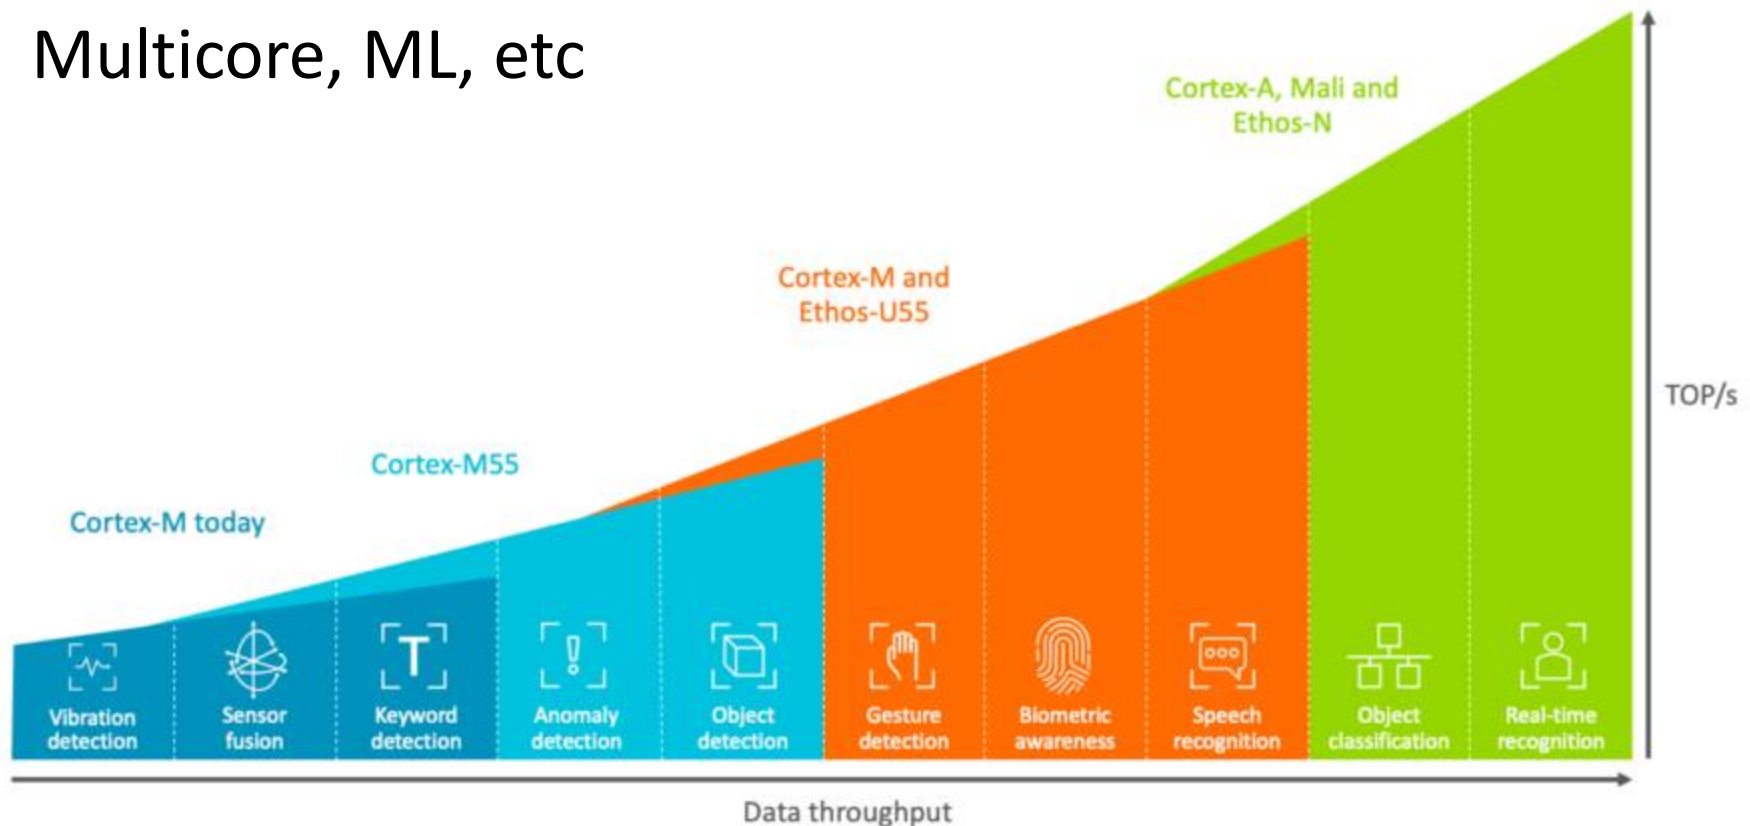 Multicore, ML, etc
Cortex-A, Mali and
Ethos-N
Cortex-M and
Ethos-U55
Cortex-M55
Cortex-M today
TOP/s
T
!
Vibration
detection
Sensor
fusion
Keyword
detection
Anomaly
detection
Object
detection
Gesture
detection
Biometric
awareness
Speech
recognition
Object
classification
Real-time
recognition
Data throughput